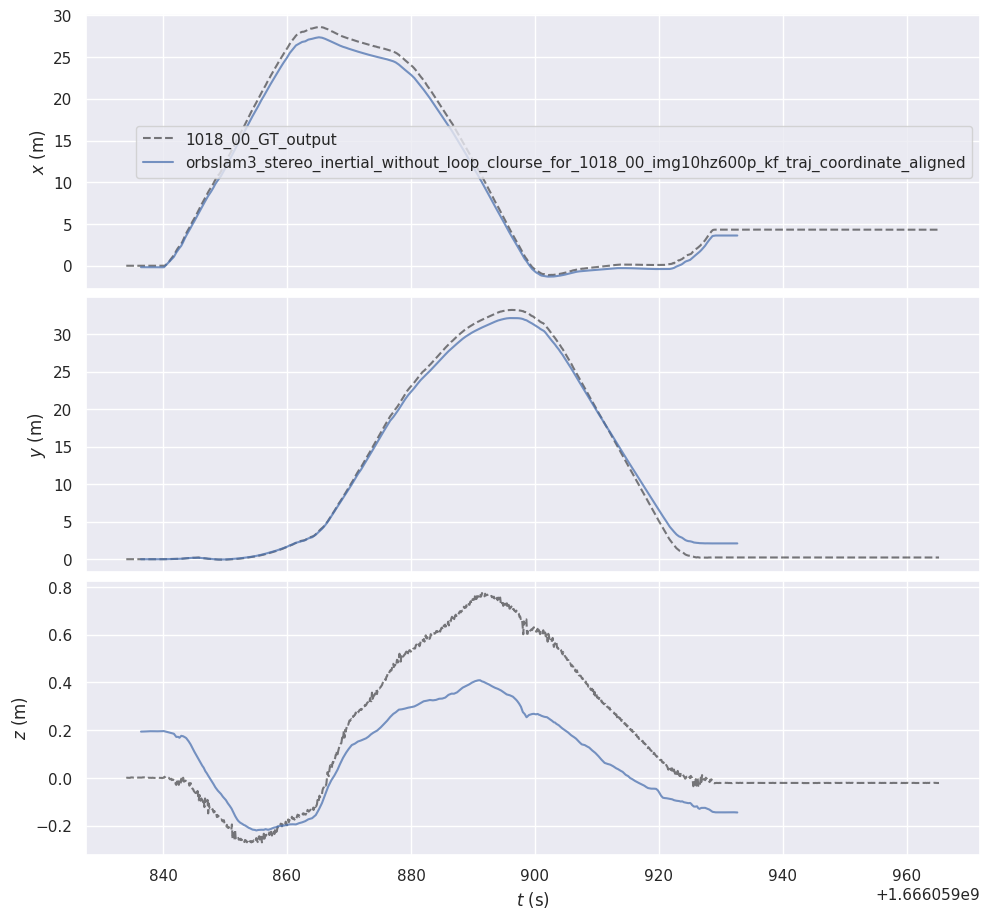 30
25
20
15
10
5
0
x (m)
1018_00_GT_output
orbslam3_stereo_inertial_without_loop_clourse_for_1018_00_img10hz600p_kf_traj_coordinate_aligned
30
25
20
15
10
5
0
y (m)
0.8
0.6
0.4
0.2
0.0
−0.2
z (m)
840 860 880 900 920 940 960
t (s)
+1.666059e9